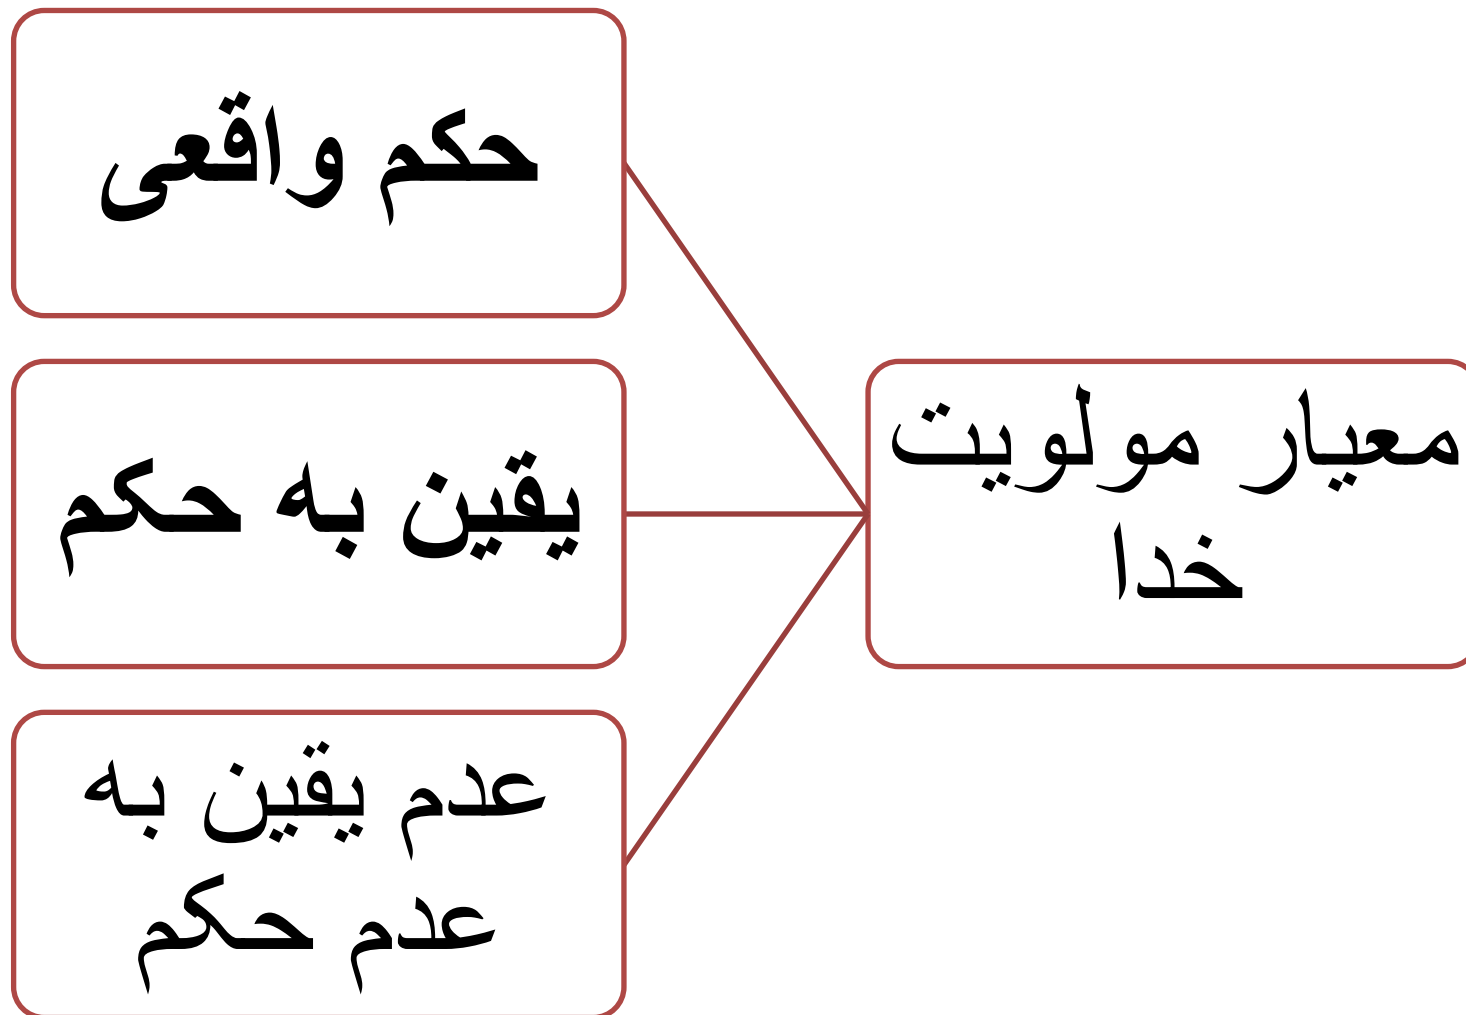 معیار مولویت
خدا
حکم واقعی
یقین به حکم
عدم یقین به
عدم حکم